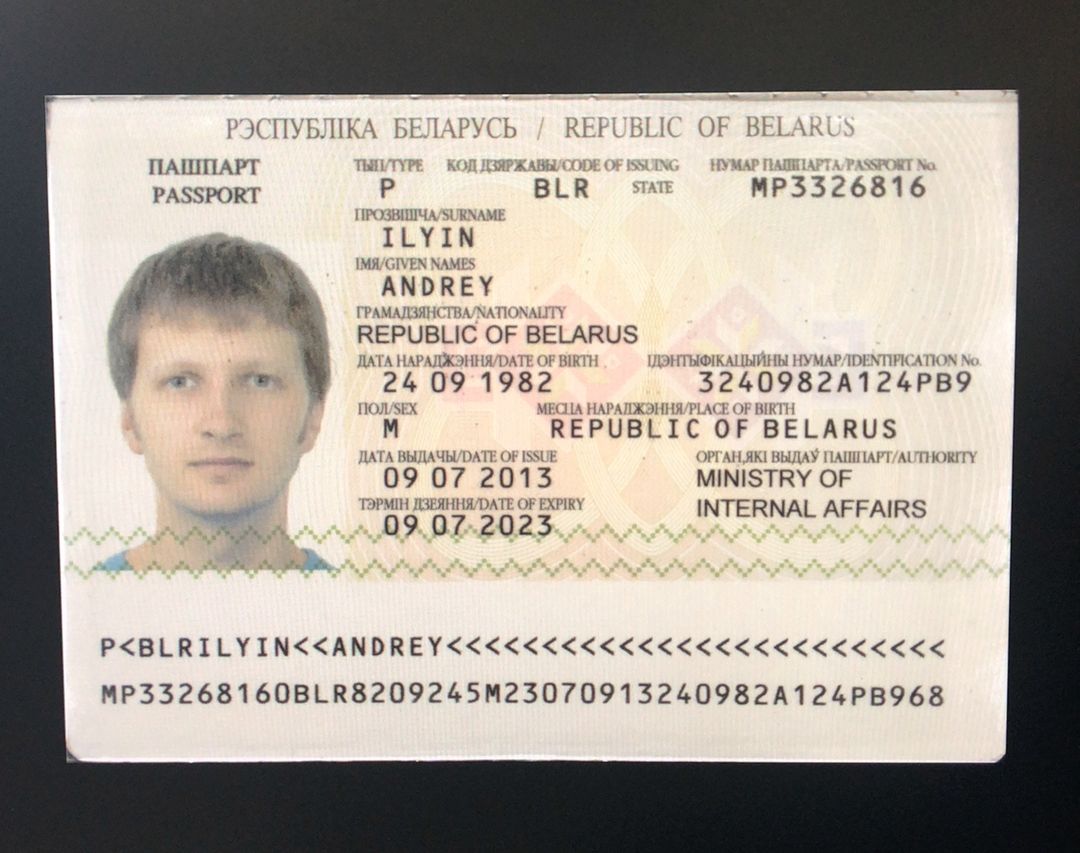 РЭСПУБЛІКА БЕЛАРУСЬ / REPUBLIC OF BELARUS
ПАШПАРТ
PASSPORT
ТЫП/TYPE
P
КОД ДЗЯРЖАВЫ/CODE OF ISSUING STATE
BLR
НУМАР ПАШПАРТА/PASSPORT No.
MP3326816
ПРОЗВІШЧА/SURNAME
ILYIN
ІМЯ/GIVEN NAMES
ANDREY
ГРАМАДЗЯНСТВА/NATIONALITY
REPUBLIC OF BELARUS
ДАТА НАРАДЖЭННЯ/DATE OF BIRTH
24 09 1982
ІДЭНТЫФІКАЦЫЙНЫ НУМАР/IDENTIFICATION No.
3240982A124PB9
ПОЛ/SEX
M
МЕСЦА НАРАДЖЭННЯ/PLACE OF BIRTH
REPUBLIC OF BELARUS
ДАТА ВЫДАЧЫ/DATE OF ISSUE
09 07 2013
ОРГАН,ЯКІ ВЫДАЎ ПАШПАРТ/AUTHORITY
MINISTRY OF
INTERNAL AFFAIRS
ТЭРМІН ДЗЕЯННЯ/DATE OF EXPIRY
09 07 2023
P<BLRILYIN<<ANDREY<<<<<<<<<<<<<<<<<<<<<<<<<<
MP33268160BLR8209245M23070913240982A124PB968